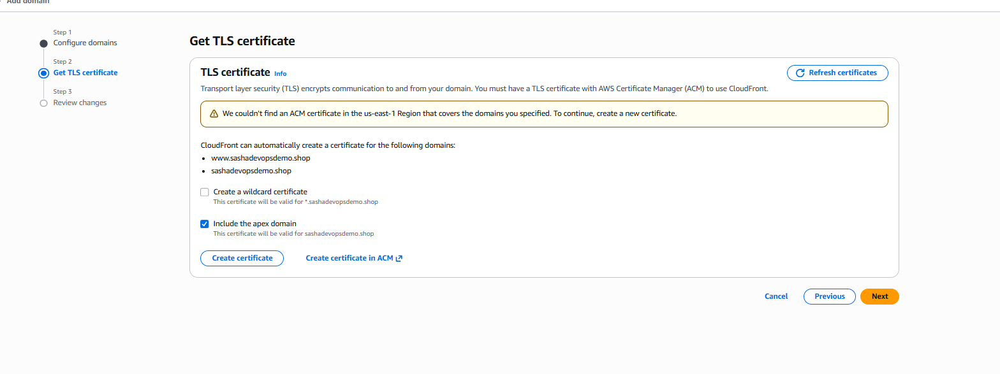 Add domain
Step 1
Configure domains
Step 2
Get TLS certificate
Step 3
Review changes
Get TLS certificate
TLS certificate Info
Refresh certificates
Transport layer security (TLS) encrypts communication to and from your domain. You must have a TLS certificate with AWS Certificate Manager (ACM) to use CloudFront.
We couldn't find an ACM certificate in the us-east-1 Region that covers the domains you specified. To continue, create a new certificate.
CloudFront can automatically create a certificate for the following domains:
• www.sashadevopsdemo.shop
• sashadevopsdemo.shop
Create a wildcard certificate
This certificate will be valid for *.sashadevopsdemo.shop
Include the apex domain
This certificate will be valid for sashadevopsdemo.shop
Create certificate Create certificate in ACM
Cancel Previous Next